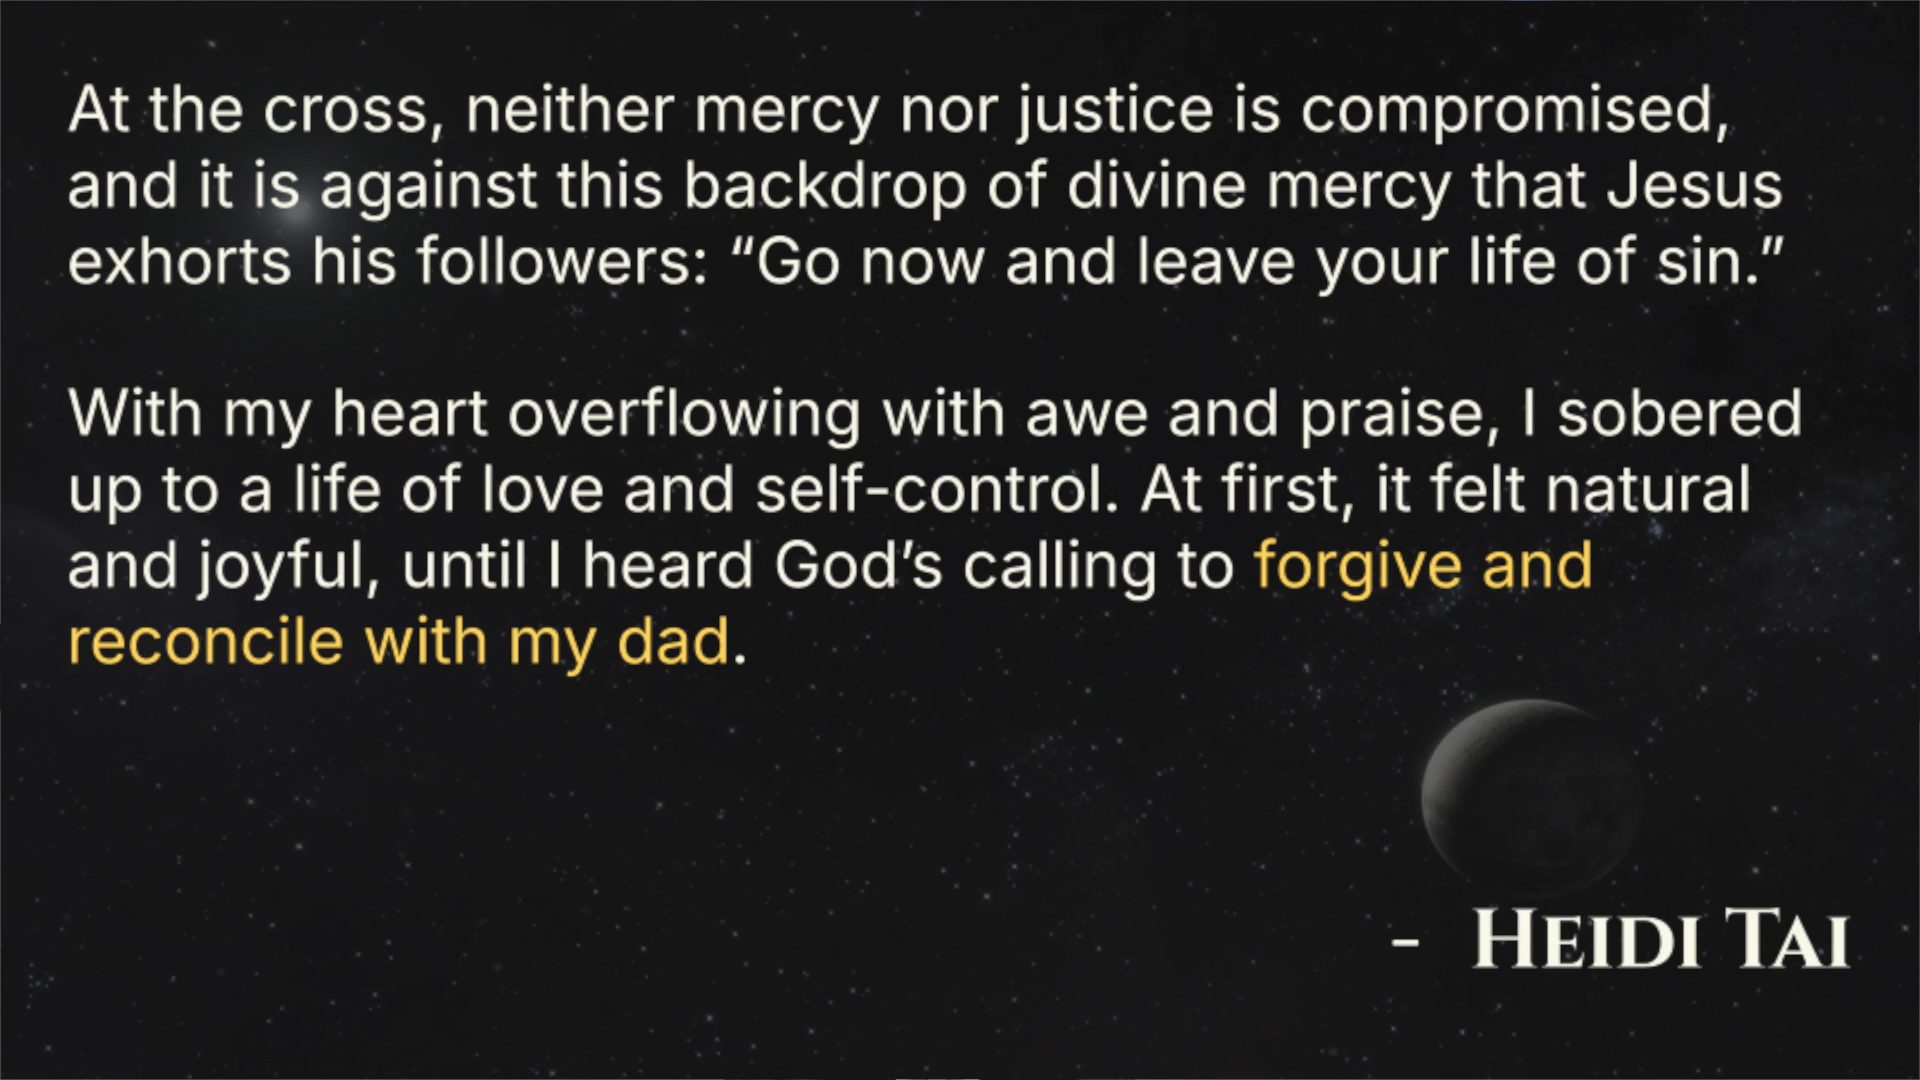 At the cross, neither mercy nor justice is compromised,
and it is against this backdrop of divine mercy that Jesus
exhorts his followers: “Go now and leave your life of sin.”
With my heart overflowing with awe and praise, I sobered
up to a life of love and self-control. At first, it felt natural
and joyful, until I heard God’s calling to forgive and
reconcile with my dad.
- Heidi Tai